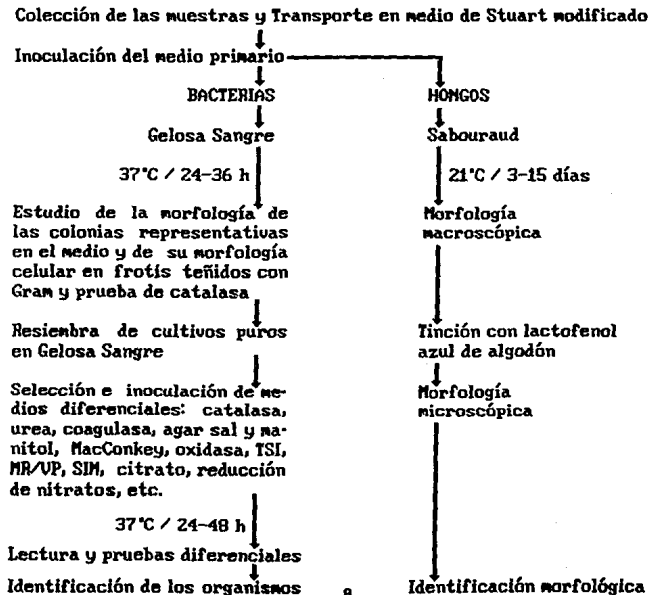 Colección de las muestras y Transporte en medio de Stuart modificado
Inoculación del medio primario
BACTERIAS
HONGOS
Gelosa Sangre
Sabouraud
37°C / 24-36 h
21°C / 3-15 días
Estudio de la morfología de
las colonias representativas
en el medio y de su morfología
celular en frotis teñidos con
Gram y prueba de catalasa
Morfología
macroscópica
Resiembra de cultivos puros
en Gelosa Sangre
Tinción con lactofenol
azul de algodón
Selección e inoculación de me-
dios diferenciales: catalasa,
urea, coagulasa, agar sal y ma-
nitol, MacConkey, oxidasa, TSI,
MR/VP, SIM, citrato, reducción
de nitratos, etc.
Morfología
microscópica
37°C / 24-48 h
Lectura y pruebas diferenciales
Identificación de los organismos
Identificación morfológica